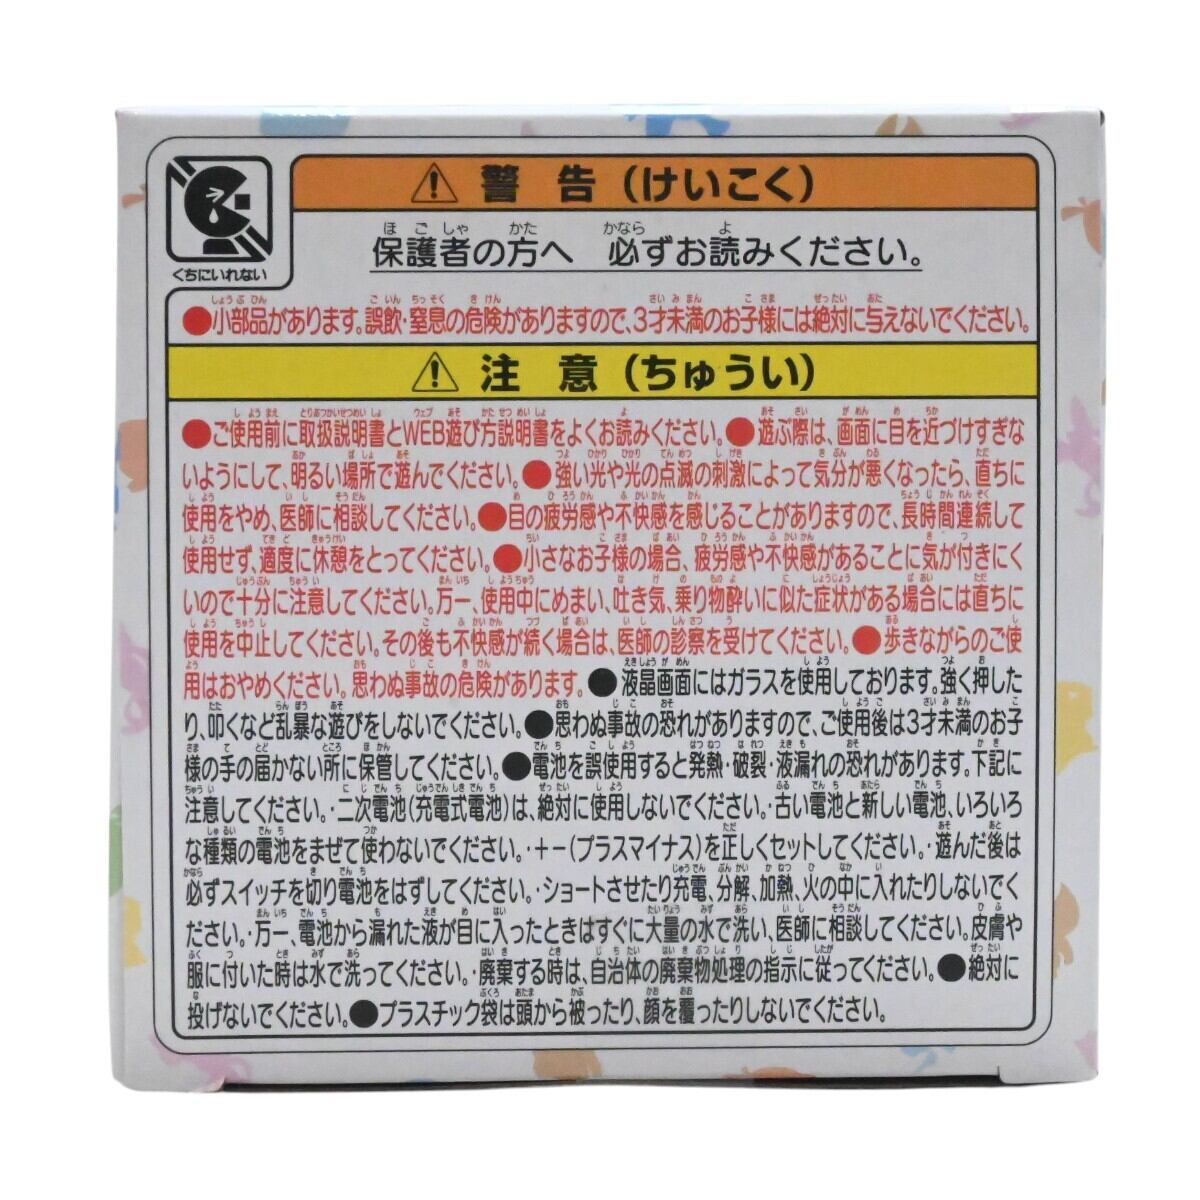 くちにいれない
⚠ 警 告 (けいこく)
保護者の方へ 必ずお読みください。
●小部品があります。誤飲・窒息の危険がありますので、3才未満のお子様には絶対に与えないでください。
⚠ 注 意 (ちゅうい)
●ご使用前に取扱説明書とWEB遊び方説明書をよくお読みください。●遊ぶ際は、画面に目を近づけすぎな
いようにして、明るい場所で遊んでください。●強い光や光の点滅の刺激によって気分が悪くなったら、直ちに
使用をやめ、医師に相談してください。●目の疲労感や不快感を感じることがありますので、長時間連続して
使用せず、適度に休憩をとってください。●小さなお子様の場合、疲労感や不快感があることに気が付きにく
いので十分に注意してください。万一、使用中にめまい、吐き気、乗り物酔いに似た症状がある場合には直ちに
使用を中止してください。その後も不快感が続く場合は、医師の診察を受けてください。●歩きながらのご使
用はおやめください。思わぬ事故の危険があります。●液晶画面にはガラスを使用しております。強く押した
り、叩くなど乱暴な遊びをしないでください。●思わぬ事故の恐れがありますので、ご使用後は3才未満のお子
様の手の届かない所に保管してください。●電池を誤使用すると発熱・破裂・液漏れの恐れがあります。下記に
注意してください。・二次電池(充電式電池)は、絶対に使用しないでください。・古い電池と新しい電池、いろいろ
な種類の電池をまぜて使わないでください。・+−(プラスマイナス)を正しくセットしてください。・遊んだ後は
必ずスイッチを切り電池をはずしてください。・ショートさせたり充電、分解、加熱、火の中に入れたりしないでく
ださい。・万一、電池から漏れた液が目に入ったときはすぐに大量の水で洗い、医師に相談してください。皮膚や
服に付いた時は水で洗ってください。・廃棄する時は、自治体の廃棄物処理の指示に従ってください。●絶対に
投げないでください。●プラスチック袋は頭から被ったり、顔を覆ったりしないでください。